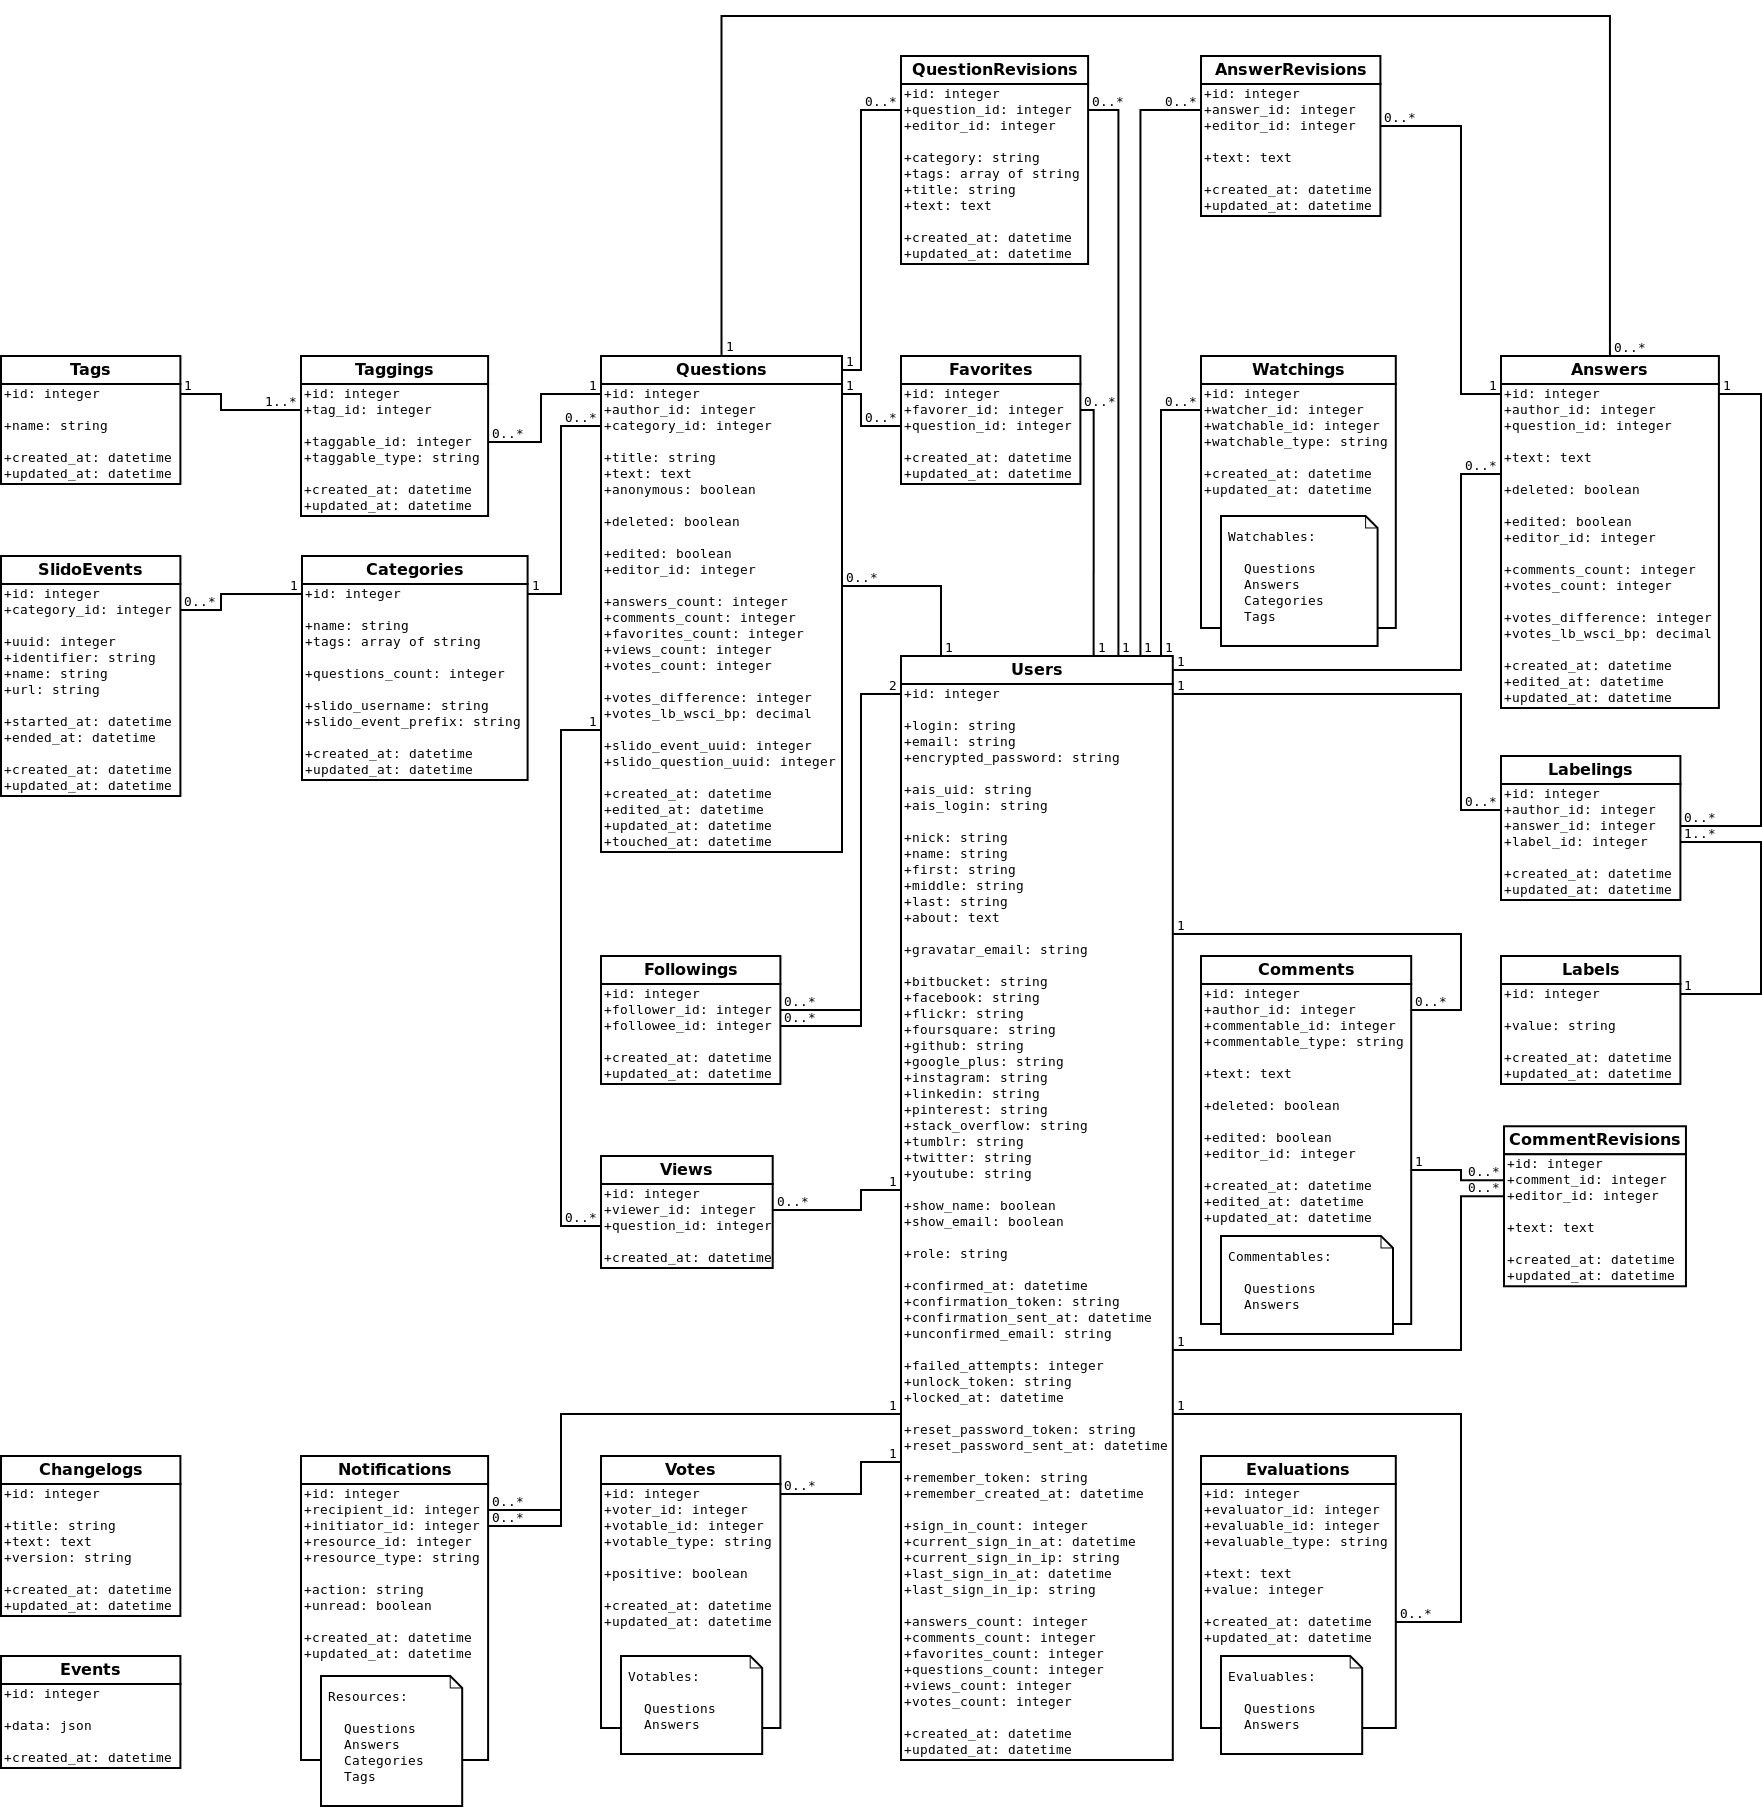 QuestionRevisions
+id: integer
+question_id: integer
+editor_id: integer
+category: string
+tags: array of string
+title: string
+text: text
+created_at: datetime
+updated_at: datetime
0..*
0..*
AnswerRevisions
+id: integer
+answer_id: integer
+editor_id: integer
+text: text
+created_at: datetime
+updated_at: datetime
0..*
0..*
Tags
+id: integer
+name: string
+created_at: datetime
+updated_at: datetime
1
1..*
Taggings
+id: integer
+tag_id: integer
+taggable_id: integer
+taggable_type: string
+created_at: datetime
+updated_at: datetime
0..*
1
0..*
1
Questions
+id: integer
+author_id: integer
+category_id: integer
+title: string
+text: text
+anonymous: boolean
+deleted: boolean
+edited: boolean
+editor_id: integer
+answers_count: integer
+comments_count: integer
+favorites_count: integer
+views_count: integer
+votes_count: integer
+votes_difference: integer
+votes_lb_wsci_bp: decimal
+slido_event_uuid: integer
+slido_question_uuid: integer
+created_at: datetime
+edited_at: datetime
+updated_at: datetime
+touched_at: datetime
1
1
0..*
1
Favorites
+id: integer
+favorer_id: integer
+question_id: integer
+created_at: datetime
+updated_at: datetime
0..*
0..*
Watchings
+id: integer
+watcher_id: integer
+watchable_id: integer
+watchable_type: string
+created_at: datetime
+updated_at: datetime
0..*
Watchables:
Questions
Answers
Categories
Tags
0..*
Answers
+id: integer
+author_id: integer
+question_id: integer
+text: text
+deleted: boolean
+edited: boolean
+editor_id: integer
+comments_count: integer
+votes_count: integer
+votes_difference: integer
+votes_lb_wsci_bp: decimal
+created_at: datetime
+edited_at: datetime
+updated_at: datetime
1
1
0..*
SlidoEvents
+id: integer
+category_id: integer
+uuid: integer
+identifier: string
+name: string
+url: string
+started_at: datetime
+ended_at: datetime
+created_at: datetime
+updated_at: datetime
0..*
1
Categories
+id: integer
+name: string
+tags: array of string
+questions_count: integer
+slido_username: string
+slido_event_prefix: string
+created_at: datetime
+updated_at: datetime
1
1
1
1
1
1
1
1
2
Users
+id: integer
+login: string
+email: string
+encrypted_password: string
+ais_uid: string
+ais_login: string
+nick: string
+name: string
+first: string
+middle: string
+last: string
+about: text
+gravatar_email: string
+bitbucket: string
+facebook: string
+flickr: string
+foursquare: string
+github: string
+google_plus: string
+instagram: string
+linkedin: string
+pinterest: string
+stack_overflow: string
+tumblr: string
+twitter: string
+youtube: string
+show_name: boolean
+show_email: boolean
+role: string
+confirmed_at: datetime
+confirmation_token: string
+confirmation_sent_at: datetime
+unconfirmed_email: string
+failed_attempts: integer
+unlock_token: string
+locked_at: datetime
+reset_password_token: string
+reset_password_sent_at: datetime
+remember_token: string
+remember_created_at: datetime
+sign_in_count: integer
+current_sign_in_at: datetime
+current_sign_in_ip: string
+last_sign_in_at: datetime
+last_sign_in_ip: string
+answers_count: integer
+comments_count: integer
+favorites_count: integer
+questions_count: integer
+views_count: integer
+votes_count: integer
+created_at: datetime
+updated_at: datetime
1
1
1
1
1
1
Labelings
+id: integer
+author_id: integer
+answer_id: integer
+label_id: integer
+created_at: datetime
+updated_at: datetime
0..*
0..*
1..*
Followings
+id: integer
+follower_id: integer
+followee_id: integer
+created_at: datetime
+updated_at: datetime
0..*
0..*
Comments
+id: integer
+author_id: integer
+commentable_id: integer
+commentable_type: string
+text: text
+deleted: boolean
+edited: boolean
+editor_id: integer
+created_at: datetime
+edited_at: datetime
+updated_at: datetime
0..*
1
Commentables:
Questions
Answers
Labels
+id: integer
+value: string
+created_at: datetime
+updated_at: datetime
1
Views
+id: integer
+viewer_id: integer
+question_id: integer
+created_at: datetime
0..*
0..*
CommentRevisions
+id: integer
+comment_id: integer
+editor_id: integer
+text: text
+created_at: datetime
+updated_at: datetime
0..*
0..*
Changelogs
+id: integer
+title: string
+text: text
+version: string
+created_at: datetime
+updated_at: datetime
Notifications
+id: integer
+recipient_id: integer
+initiator_id: integer
+resource_id: integer
+resource_type: string
+action: string
+unread: boolean
+created_at: datetime
+updated_at: datetime
0..*
0..*
Resources:
Questions
Answers
Categories
Tags
Votes
+id: integer
+voter_id: integer
+votable_id: integer
+votable_type: string
+positive: boolean
+created_at: datetime
+updated_at: datetime
0..*
Votables:
Questions
Answers
Evaluations
+id: integer
+evaluator_id: integer
+evaluable_id: integer
+evaluable_type: string
+text: text
+value: integer
+created_at: datetime
+updated_at: datetime
0..*
Evaluables:
Questions
Answers
Events
+id: integer
+data: json
+created_at: datetime